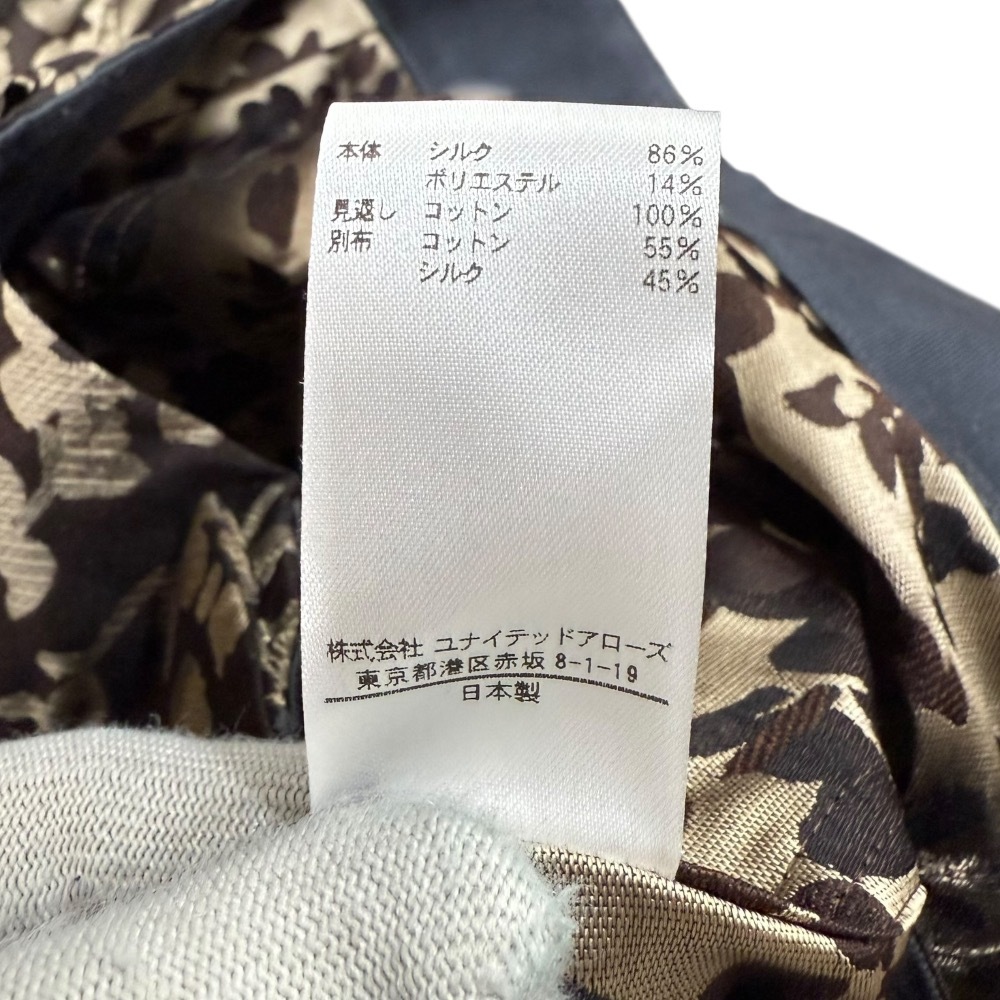 本体 シルク 86%
ポリエステル 14%
見返し コットン 100%
別布 コットン 55%
シルク 45%
株式会社 ユナイテッドアローズ
東京都港区赤坂 8-1-19
日本製